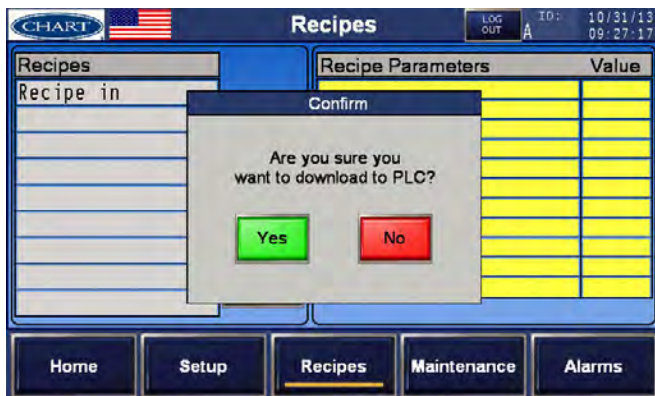 CHART
Recipes
LOG OUT
A
ID:
10/31/13
09:27:17
Recipes
Recipe Parameters Value
Recipe in
Confirm
Are you sure you
want to download to PLC?
Yes No
Home Setup Recipes Maintenance Alarms